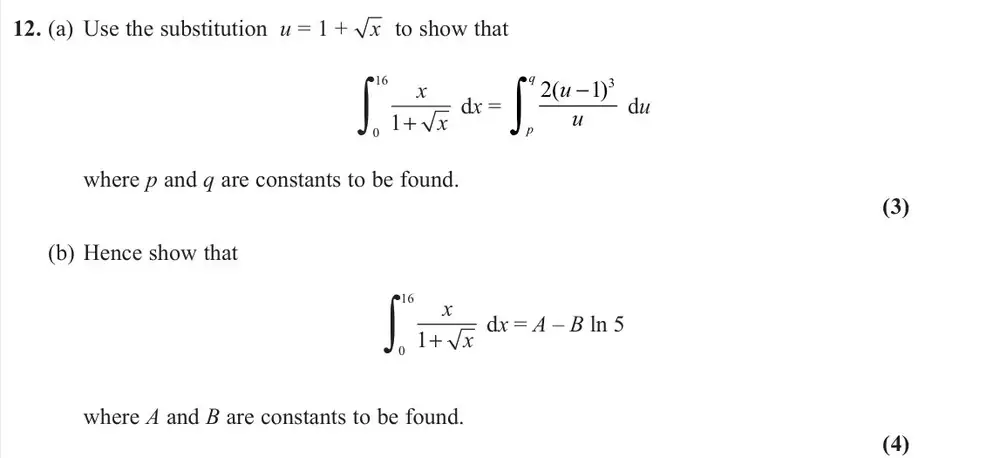 12. (a) Use the substitution u = 1 + √x to show that
∫₀¹⁶ x/(1+√x) dx = ∫ₚ^q 2(u−1)³/u du
where p and q are constants to be found.
(3)
(b) Hence show that
∫₀¹⁶ x/(1+√x) dx = A – B ln 5
where A and B are constants to be found.
(4)